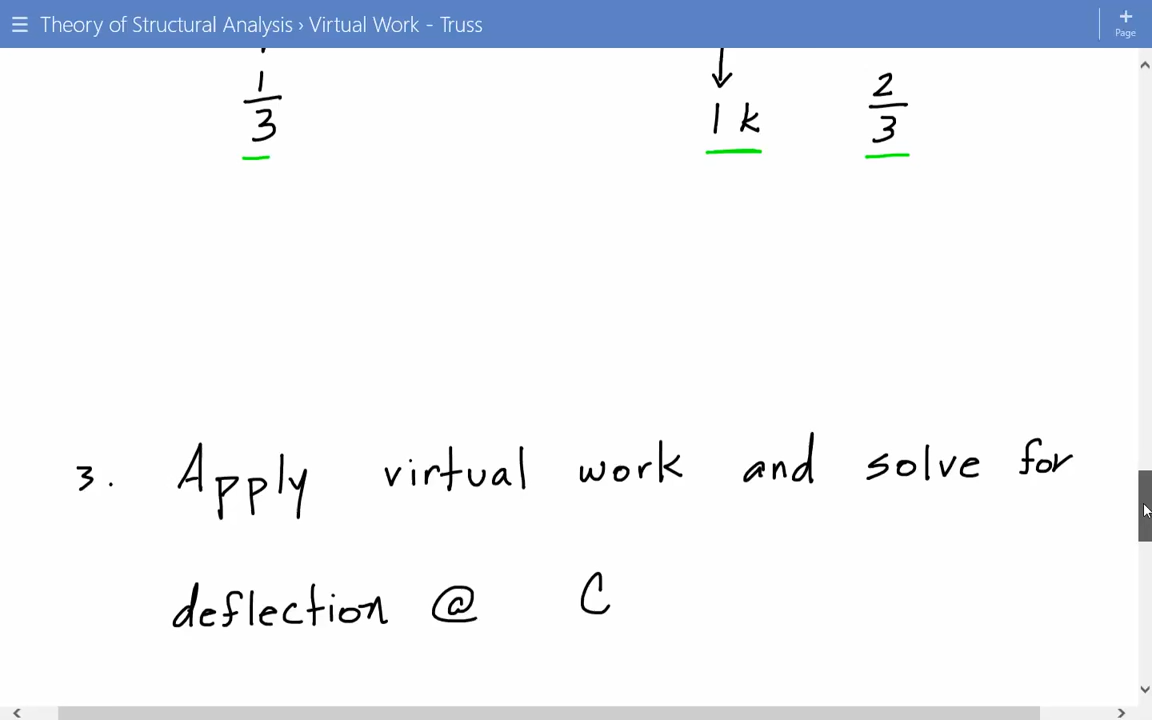 Theory of Structural Analysis › Virtual Work - Truss
Page
1/3
1 k
2/3
3. Apply virtual work and solve for
deflection @ C